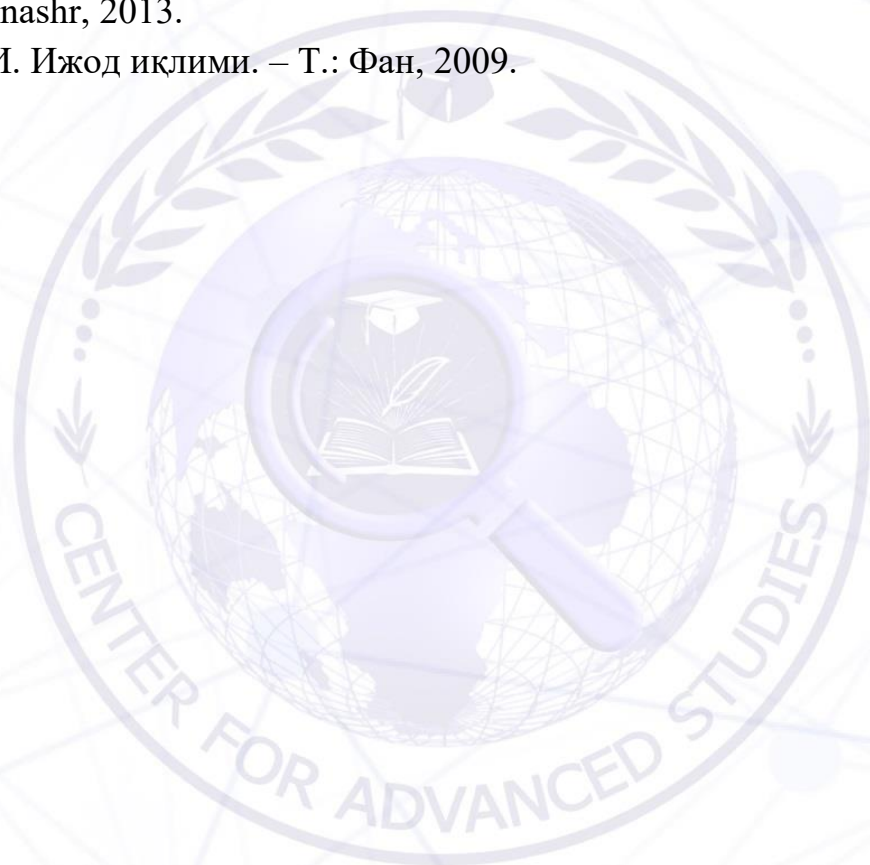 nashr, 2013.
И. Ижод иқлими. – Т.: Фан, 2009.
CENTER FOR ADVANCED STUDIES